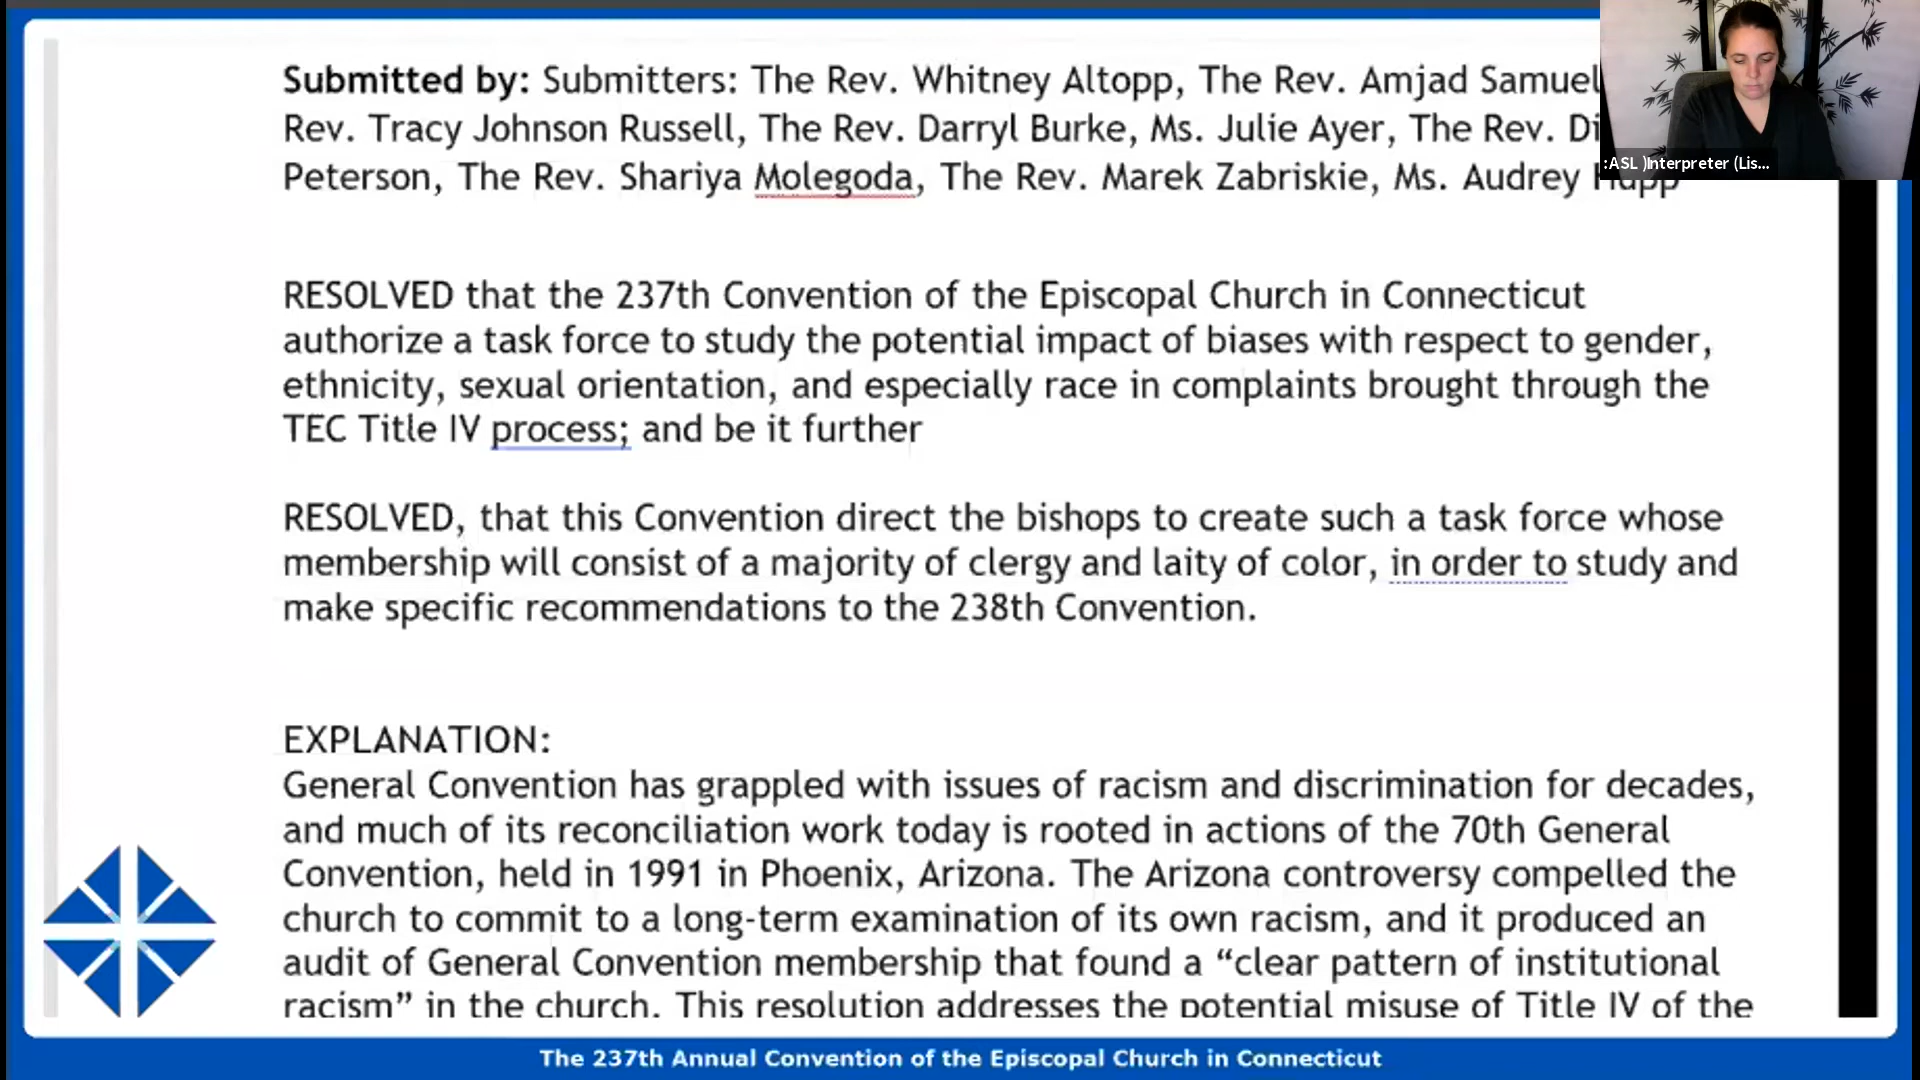 Submitted by: Submitters: The Rev. Whitney Altopp, The Rev. Amjad Samuel
Rev. Tracy Johnson Russell, The Rev. Darryl Burke, Ms. Julie Ayer, The Rev.
Peterson, The Rev. Shariya Molegoda, The Rev. Marek Zabriskie, Ms. Audrey
:ASL )Interpreter (Lis...
RESOLVED that the 237th Convention of the Episcopal Church in Connecticut
authorize a task force to study the potential impact of biases with respect to gender,
ethnicity, sexual orientation, and especially race in complaints brought through the
TEC Title IV process; and be it further
RESOLVED, that this Convention direct the bishops to create such a task force whose
membership will consist of a majority of clergy and laity of color, in order to study and
make specific recommendations to the 238th Convention.
EXPLANATION:
General Convention has grappled with issues of racism and discrimination for decades,
and much of its reconciliation work today is rooted in actions of the 70th General
Convention, held in 1991 in Phoenix, Arizona. The Arizona controversy compelled the
church to commit to a long-term examination of its own racism, and it produced an
audit of General Convention membership that found a “clear pattern of institutional
racism” in the church. This resolution addresses the potential misuse of Title IV of the
The 237th Annual Convention of the Episcopal Church in Connecticut